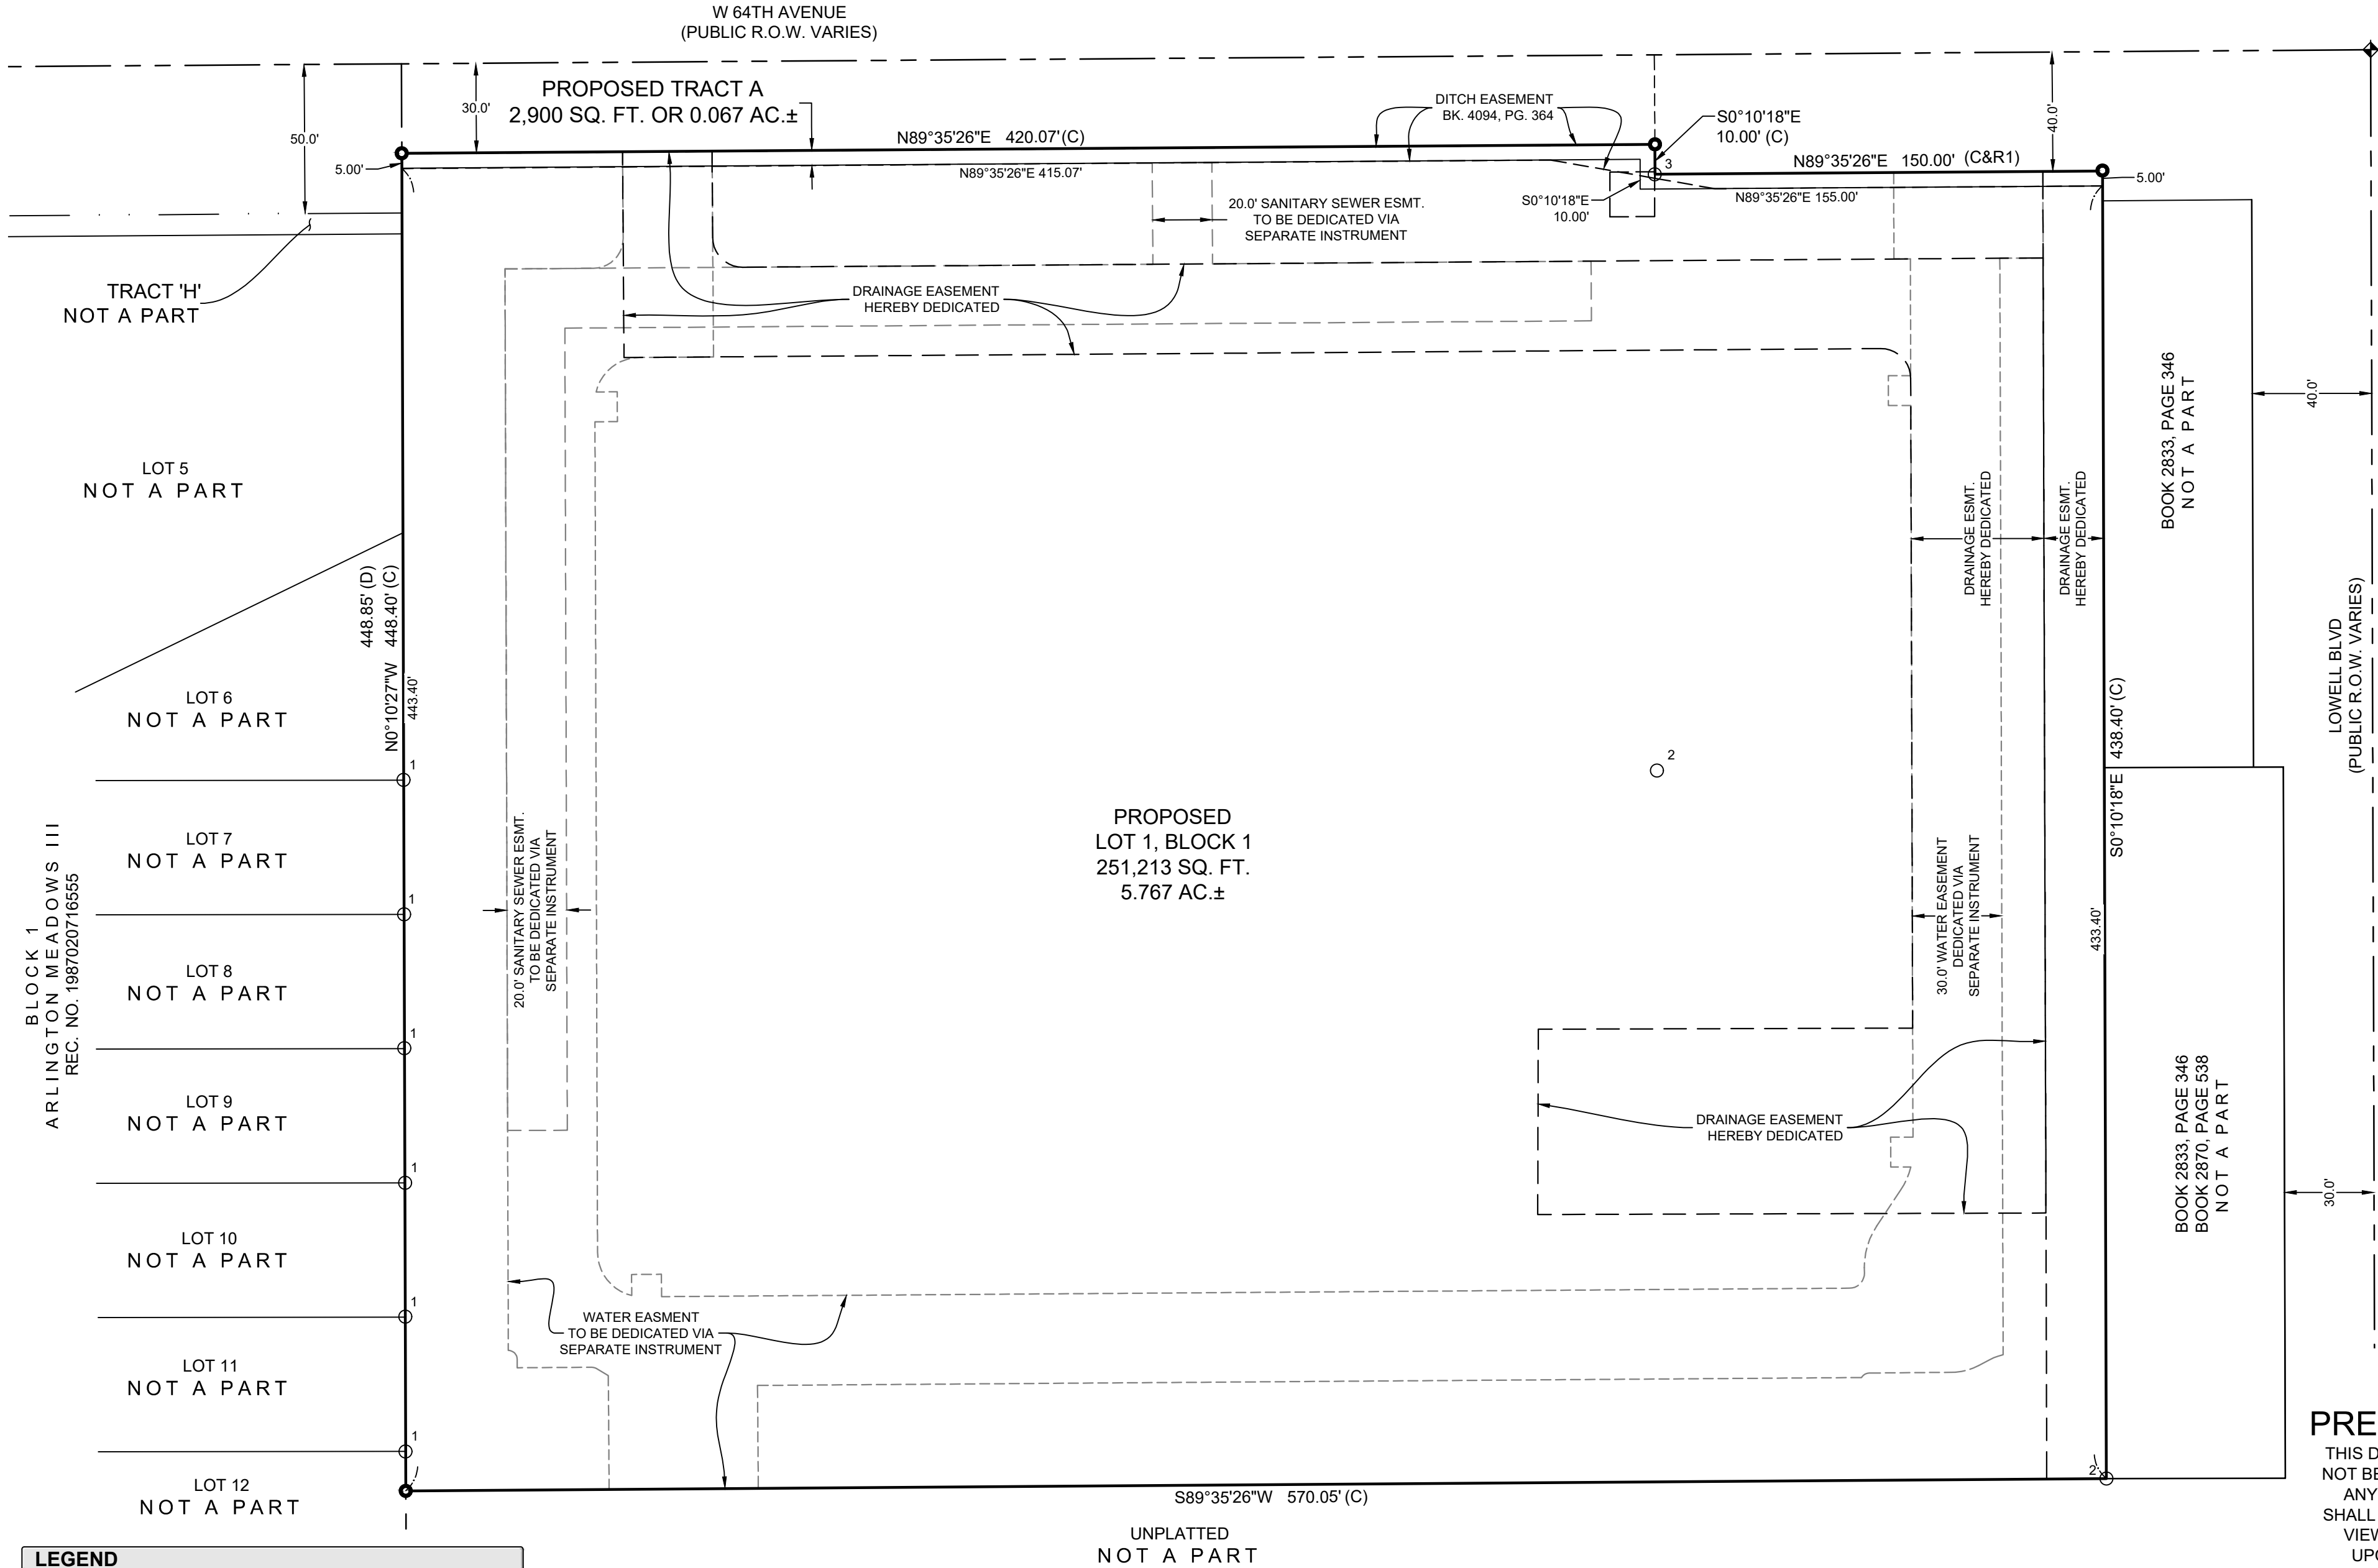 W 64TH AVENUE
(PUBLIC R.O.W. VARIES)
50.0'
30.0'
PROPOSED TRACT A
2,900 SQ. FT. OR 0.067 AC.±
5.00'
N89°35'26"E 420.07' (C)
N89°35'26"E 415.07'
DITCH EASEMENT
BK. 4094, PG. 364
S0°10'18"E
10.00' (C)
3
40.0'
N89°35'26"E 150.00' (C&R1)
N89°35'26"E 155.00'
5.00'
S0°10'18"E
10.00'
20.0' SANITARY SEWER ESMT.
TO BE DEDICATED VIA
SEPARATE INSTRUMENT
TRACT 'H'
NOT A PART
DRAINAGE EASEMENT
HEREBY DEDICATED
LOT 5
NOT A PART
448.85' (D)
N0°10'27"W 448.40' (C)
443.40'
LOT 6
NOT A PART
1
LOT 7
NOT A PART
1
LOT 8
NOT A PART
1
LOT 9
NOT A PART
1
LOT 10
NOT A PART
1
LOT 11
NOT A PART
1
LOT 12
NOT A PART
BLOCK 1
ARLINGTON MEADOWS III
REC. NO. 1987020716555
20.0' SANITARY SEWER ESMT.
TO BE DEDICATED VIA
SEPARATE INSTRUMENT
PROPOSED
LOT 1, BLOCK 1
251,213 SQ. FT.
5.767 AC.±
2
DRAINAGE ESMT.
HEREBY DEDICATED
DRAINAGE ESMT.
HEREBY DEDICATED
30.0' WATER EASEMENT
DEDICATED VIA
SEPARATE INSTRUMENT
S0°10'18"E 438.40' (C)
433.40'
BOOK 2833, PAGE 346
NOT A PART
40.0'
LOWELL BLVD
(PUBLIC R.O.W. VARIES)
BOOK 2833, PAGE 346
BOOK 2870, PAGE 538
NOT A PART
30.0'
DRAINAGE EASEMENT
HEREBY DEDICATED
WATER EASMENT
TO BE DEDICATED VIA
SEPARATE INSTRUMENT
2
S89°35'26"W 570.05' (C)
UNPLATTED
NOT A PART
LEGEND
PRE
THIS D
NOT BE
ANY
SHALL
VIEW
UPO